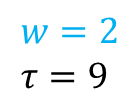 w = 2
τ = 9